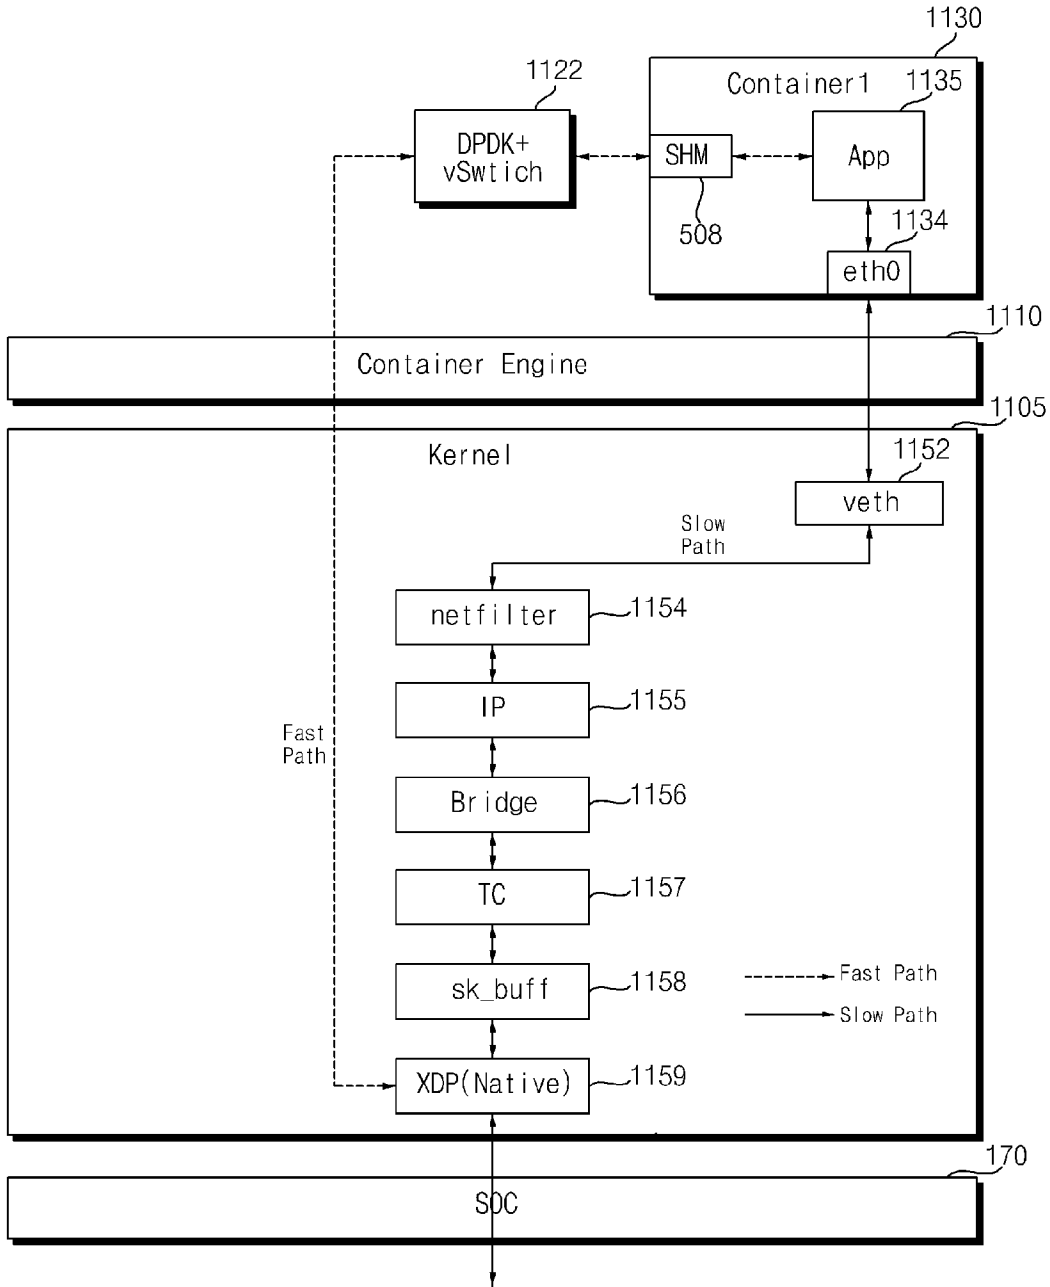 1130
1122
Container1
1135
DPDK+
vSwtich
SHM
App
508
1134
eth0
1110
Container Engine
1105
Kernel
1152
veth
Slow
Path
netfilter
1154
IP
1155
Fast
Path
Bridge
1156
TC
1157
Fast Path
sk_buff
1158
Slow Path
XDP(Native)
1159
170
SOC